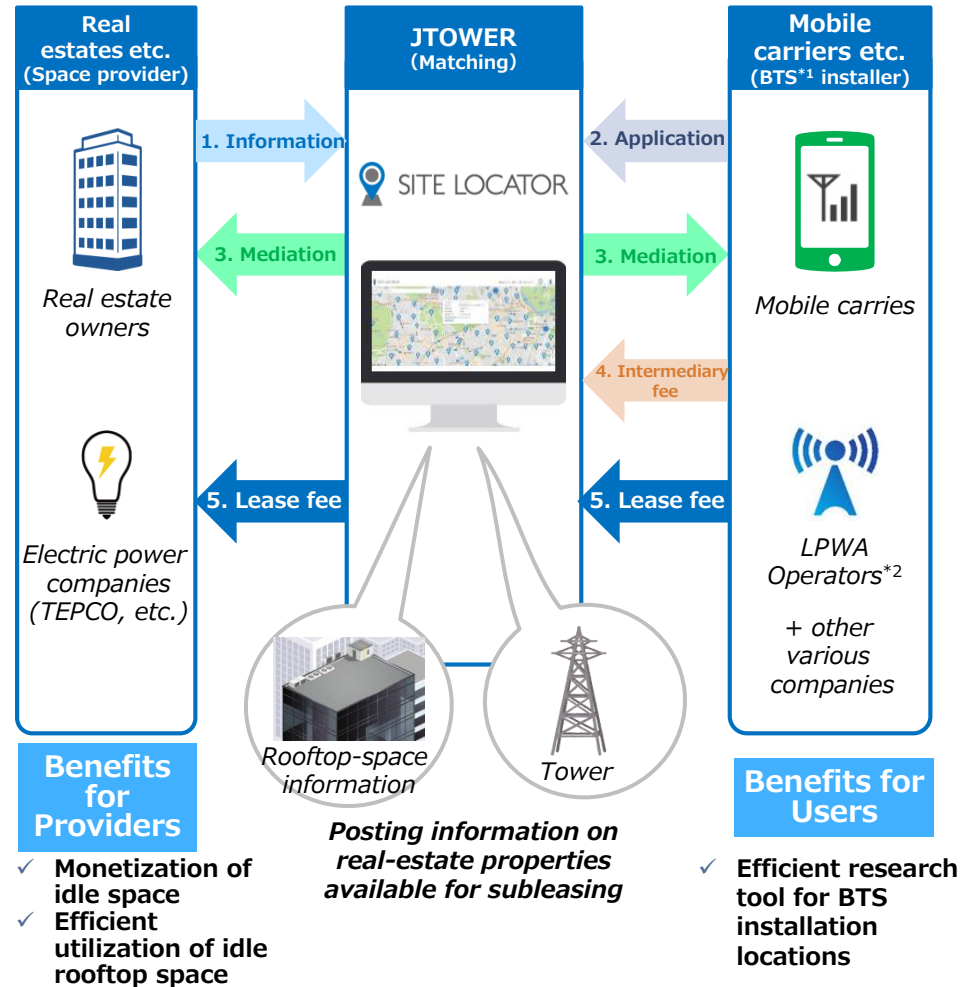 Real
estates etc.
(Space provider)
JTOWER
(Matching)
Mobile
carriers etc.
(BTS*1 installer)
1. Information
2. Application
SITE LOCATOR
3. Mediation
3. Mediation
Real estate
owners
Mobile carries
4. Intermediary
fee
5. Lease fee
5. Lease fee
Electric power
companies
(TEPCO, etc.)
LPWA
Operators*2
+ other
various
companies
Rooftop-space
information
Tower
Benefits
for
Providers
Posting information on
real-estate properties
available for subleasing
Benefits for
Users
✓ Monetization of
idle space
✓ Efficient
utilization of idle
rooftop space
✓ Efficient research
tool for BTS
installation
locations